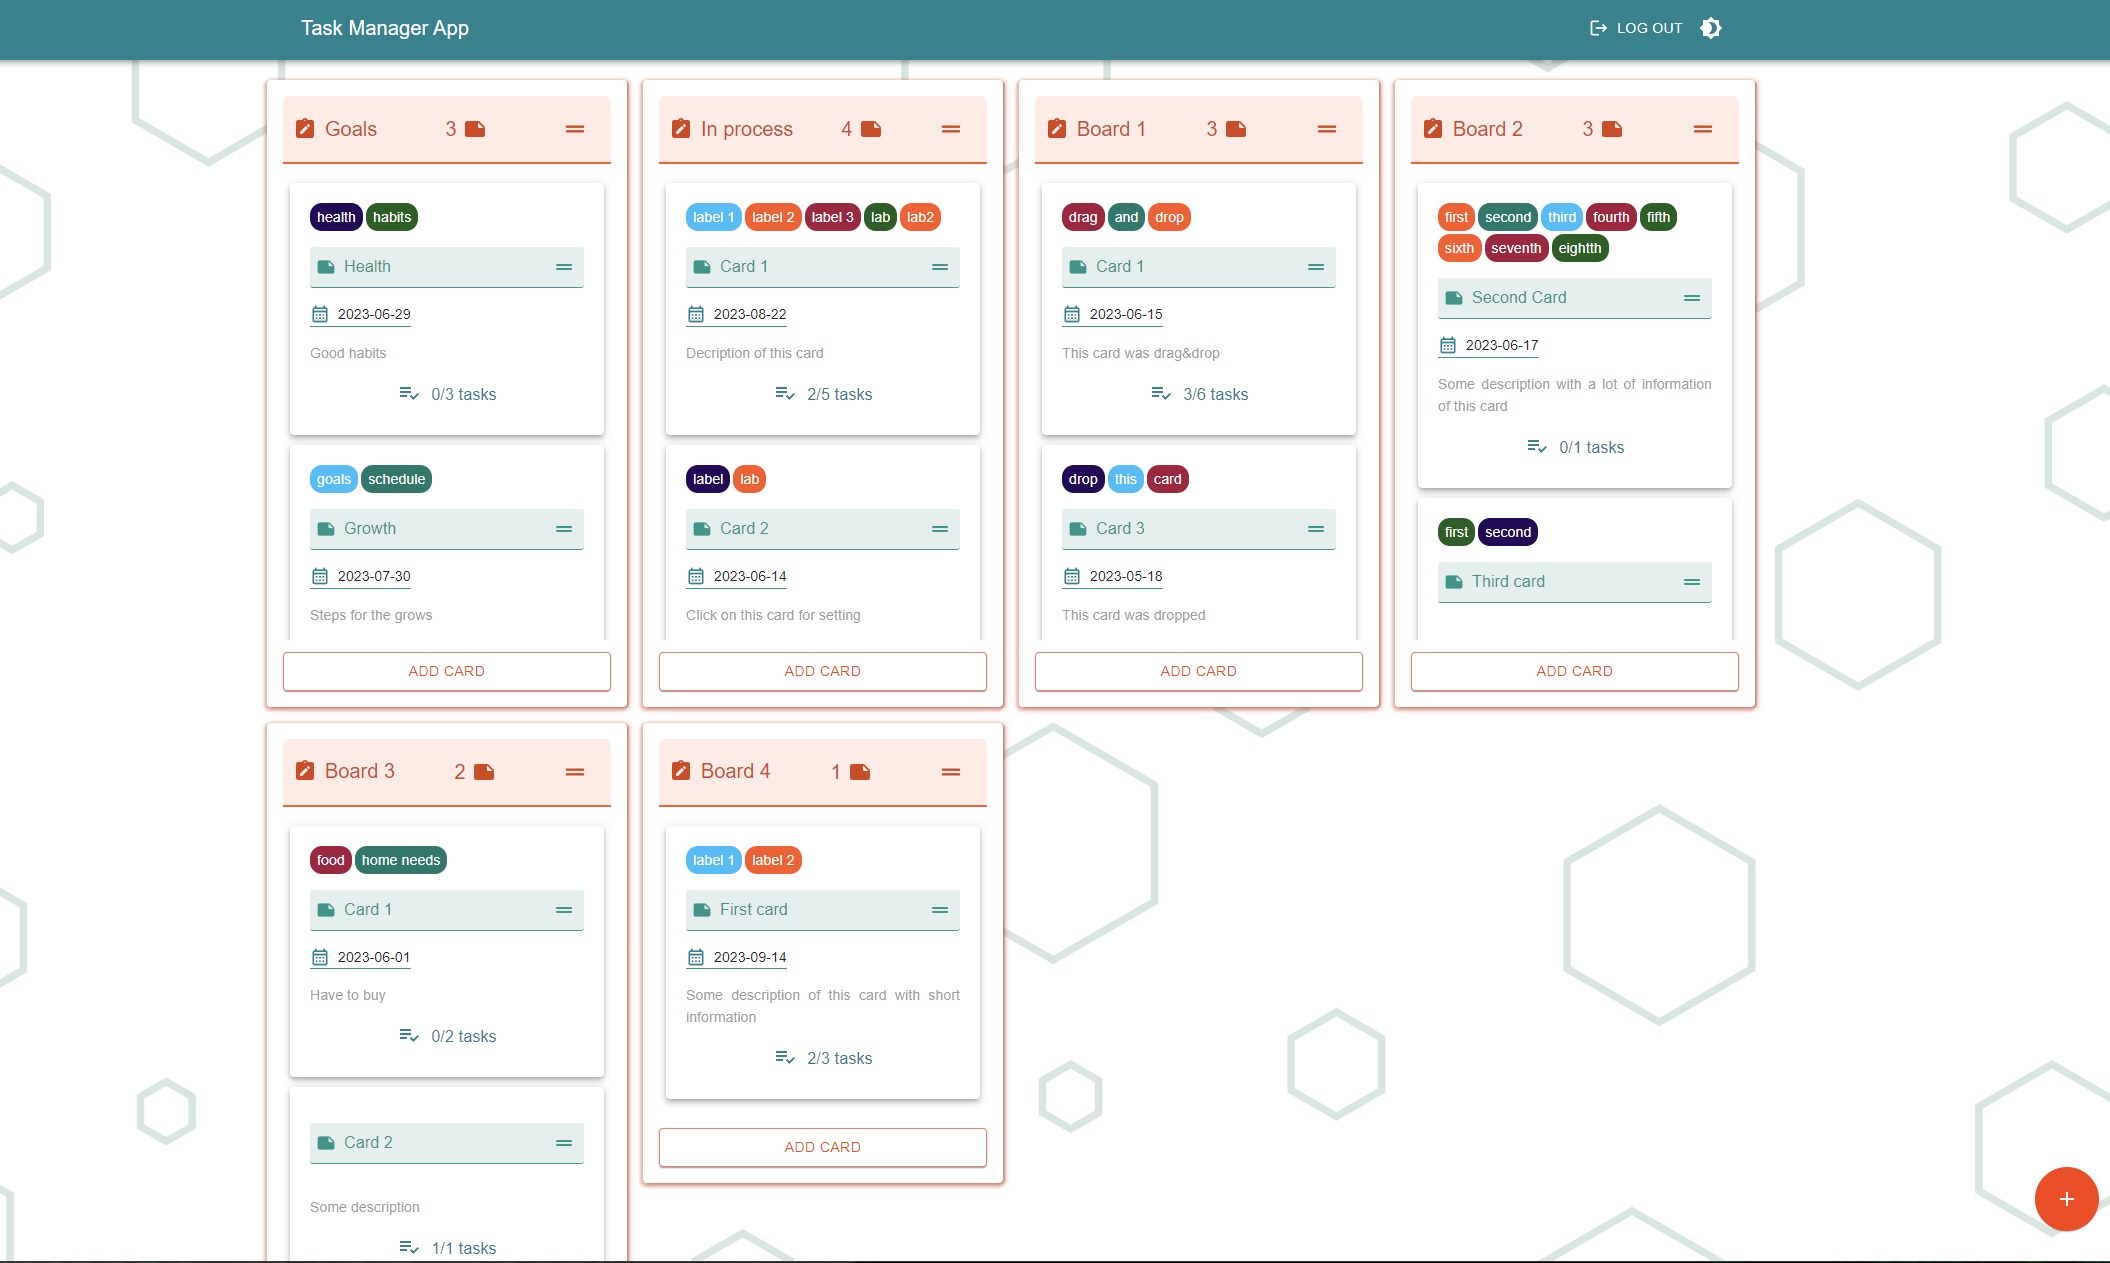 Task Manager App
LOG OUT
Goals 3
health habits
Health
2023-06-29
Good habits
0/3 tasks
goals schedule
Growth
2023-07-30
Steps for the grows
ADD CARD
In process 4
label 1 label 2 label 3 lab lab2
Card 1
2023-08-22
Decription of this card
2/5 tasks
label lab
Card 2
2023-06-14
Click on this card for setting
ADD CARD
Board 1 3
drag and drop
Card 1
2023-06-15
This card was drag&drop
3/6 tasks
drop this card
Card 3
2023-05-18
This card was dropped
ADD CARD
Board 2 3
first second third fourth fifth
sixth seventh eightth
Second Card
2023-06-17
Some description with a lot of information
of this card
0/1 tasks
first second
Third card
ADD CARD
Board 3 2
food home needs
Card 1
2023-06-01
Have to buy
0/2 tasks
Card 2
Some description
1/1 tasks
Board 4 1
label 1 label 2
First card
2023-09-14
Some description of this card with short
information
2/3 tasks
ADD CARD